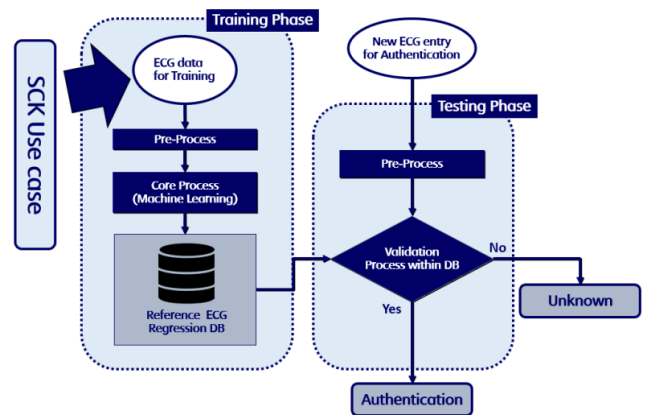 SCK Use case
Training Phase
ECG data
for Training
Pre-Process
Core Process
(Machine Learning)
Reference ECG
Regression DB
New ECG entry
for Authentication
Testing Phase
Pre-Process
Validation
Process within DB
No
Yes
Unknown
Authentication